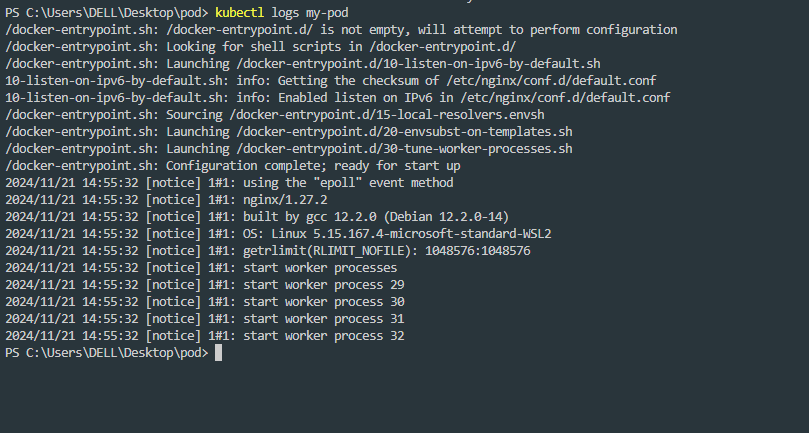 PS C:\Users\DELL\Desktop\pod> kubectl logs my-pod
/docker-entrypoint.sh: /docker-entrypoint.d/ is not empty, will attempt to perform configuration
/docker-entrypoint.sh: Looking for shell scripts in /docker-entrypoint.d/
/docker-entrypoint.sh: Launching /docker-entrypoint.d/10-listen-on-ipv6-by-default.sh
10-listen-on-ipv6-by-default.sh: info: Getting the checksum of /etc/nginx/conf.d/default.conf
10-listen-on-ipv6-by-default.sh: info: Enabled listen on IPv6 in /etc/nginx/conf.d/default.conf
/docker-entrypoint.sh: Sourcing /docker-entrypoint.d/15-local-resolvers.envsh
/docker-entrypoint.sh: Launching /docker-entrypoint.d/20-envsubst-on-templates.sh
/docker-entrypoint.sh: Launching /docker-entrypoint.d/30-tune-worker-processes.sh
/docker-entrypoint.sh: Configuration complete; ready for start up
2024/11/21 14:55:32 [notice] 1#1: using the "epoll" event method
2024/11/21 14:55:32 [notice] 1#1: nginx/1.27.2
2024/11/21 14:55:32 [notice] 1#1: built by gcc 12.2.0 (Debian 12.2.0-14)
2024/11/21 14:55:32 [notice] 1#1: OS: Linux 5.15.167.4-microsoft-standard-WSL2
2024/11/21 14:55:32 [notice] 1#1: getrlimit(RLIMIT_NOFILE): 1048576:1048576
2024/11/21 14:55:32 [notice] 1#1: start worker processes
2024/11/21 14:55:32 [notice] 1#1: start worker process 29
2024/11/21 14:55:32 [notice] 1#1: start worker process 30
2024/11/21 14:55:32 [notice] 1#1: start worker process 31
2024/11/21 14:55:32 [notice] 1#1: start worker process 32
PS C:\Users\DELL\Desktop\pod>